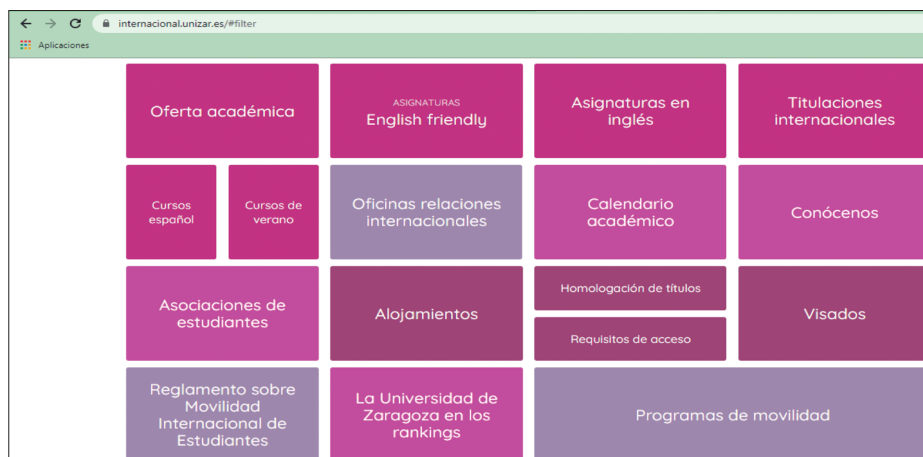 internacional.unizar.es/#filter
Aplicaciones
Oferta académica
ASIGNATURAS
English friendly
Asignaturas en
inglés
Titulaciones
internacionales
Cursos
español
Cursos de
verano
Oficinas relaciones
internacionales
Calendario
académico
Conócenos
Asociaciones de
estudiantes
Alojamientos
Homologación de títulos
Requisitos de acceso
Visados
Reglamento sobre
Movilidad
Internacional de
Estudiantes
La Universidad de
Zaragoza en los
rankings
Programas de movilidad